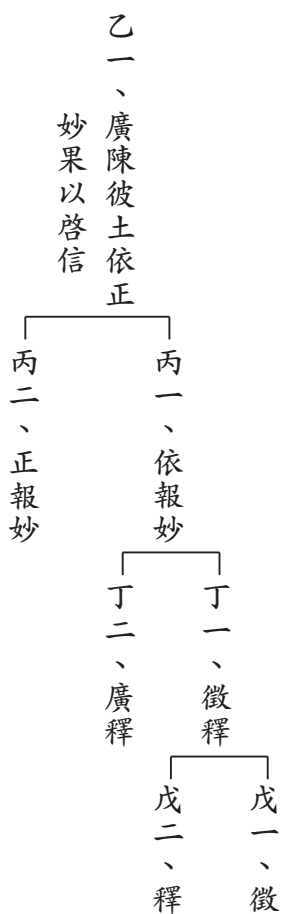 乙一、廣陳彼土依正
妙果以啓信
丙一、依報妙
丙二、正報妙
丁一、徵釋
丁二、廣釋
戊一、徵
戊二、釋